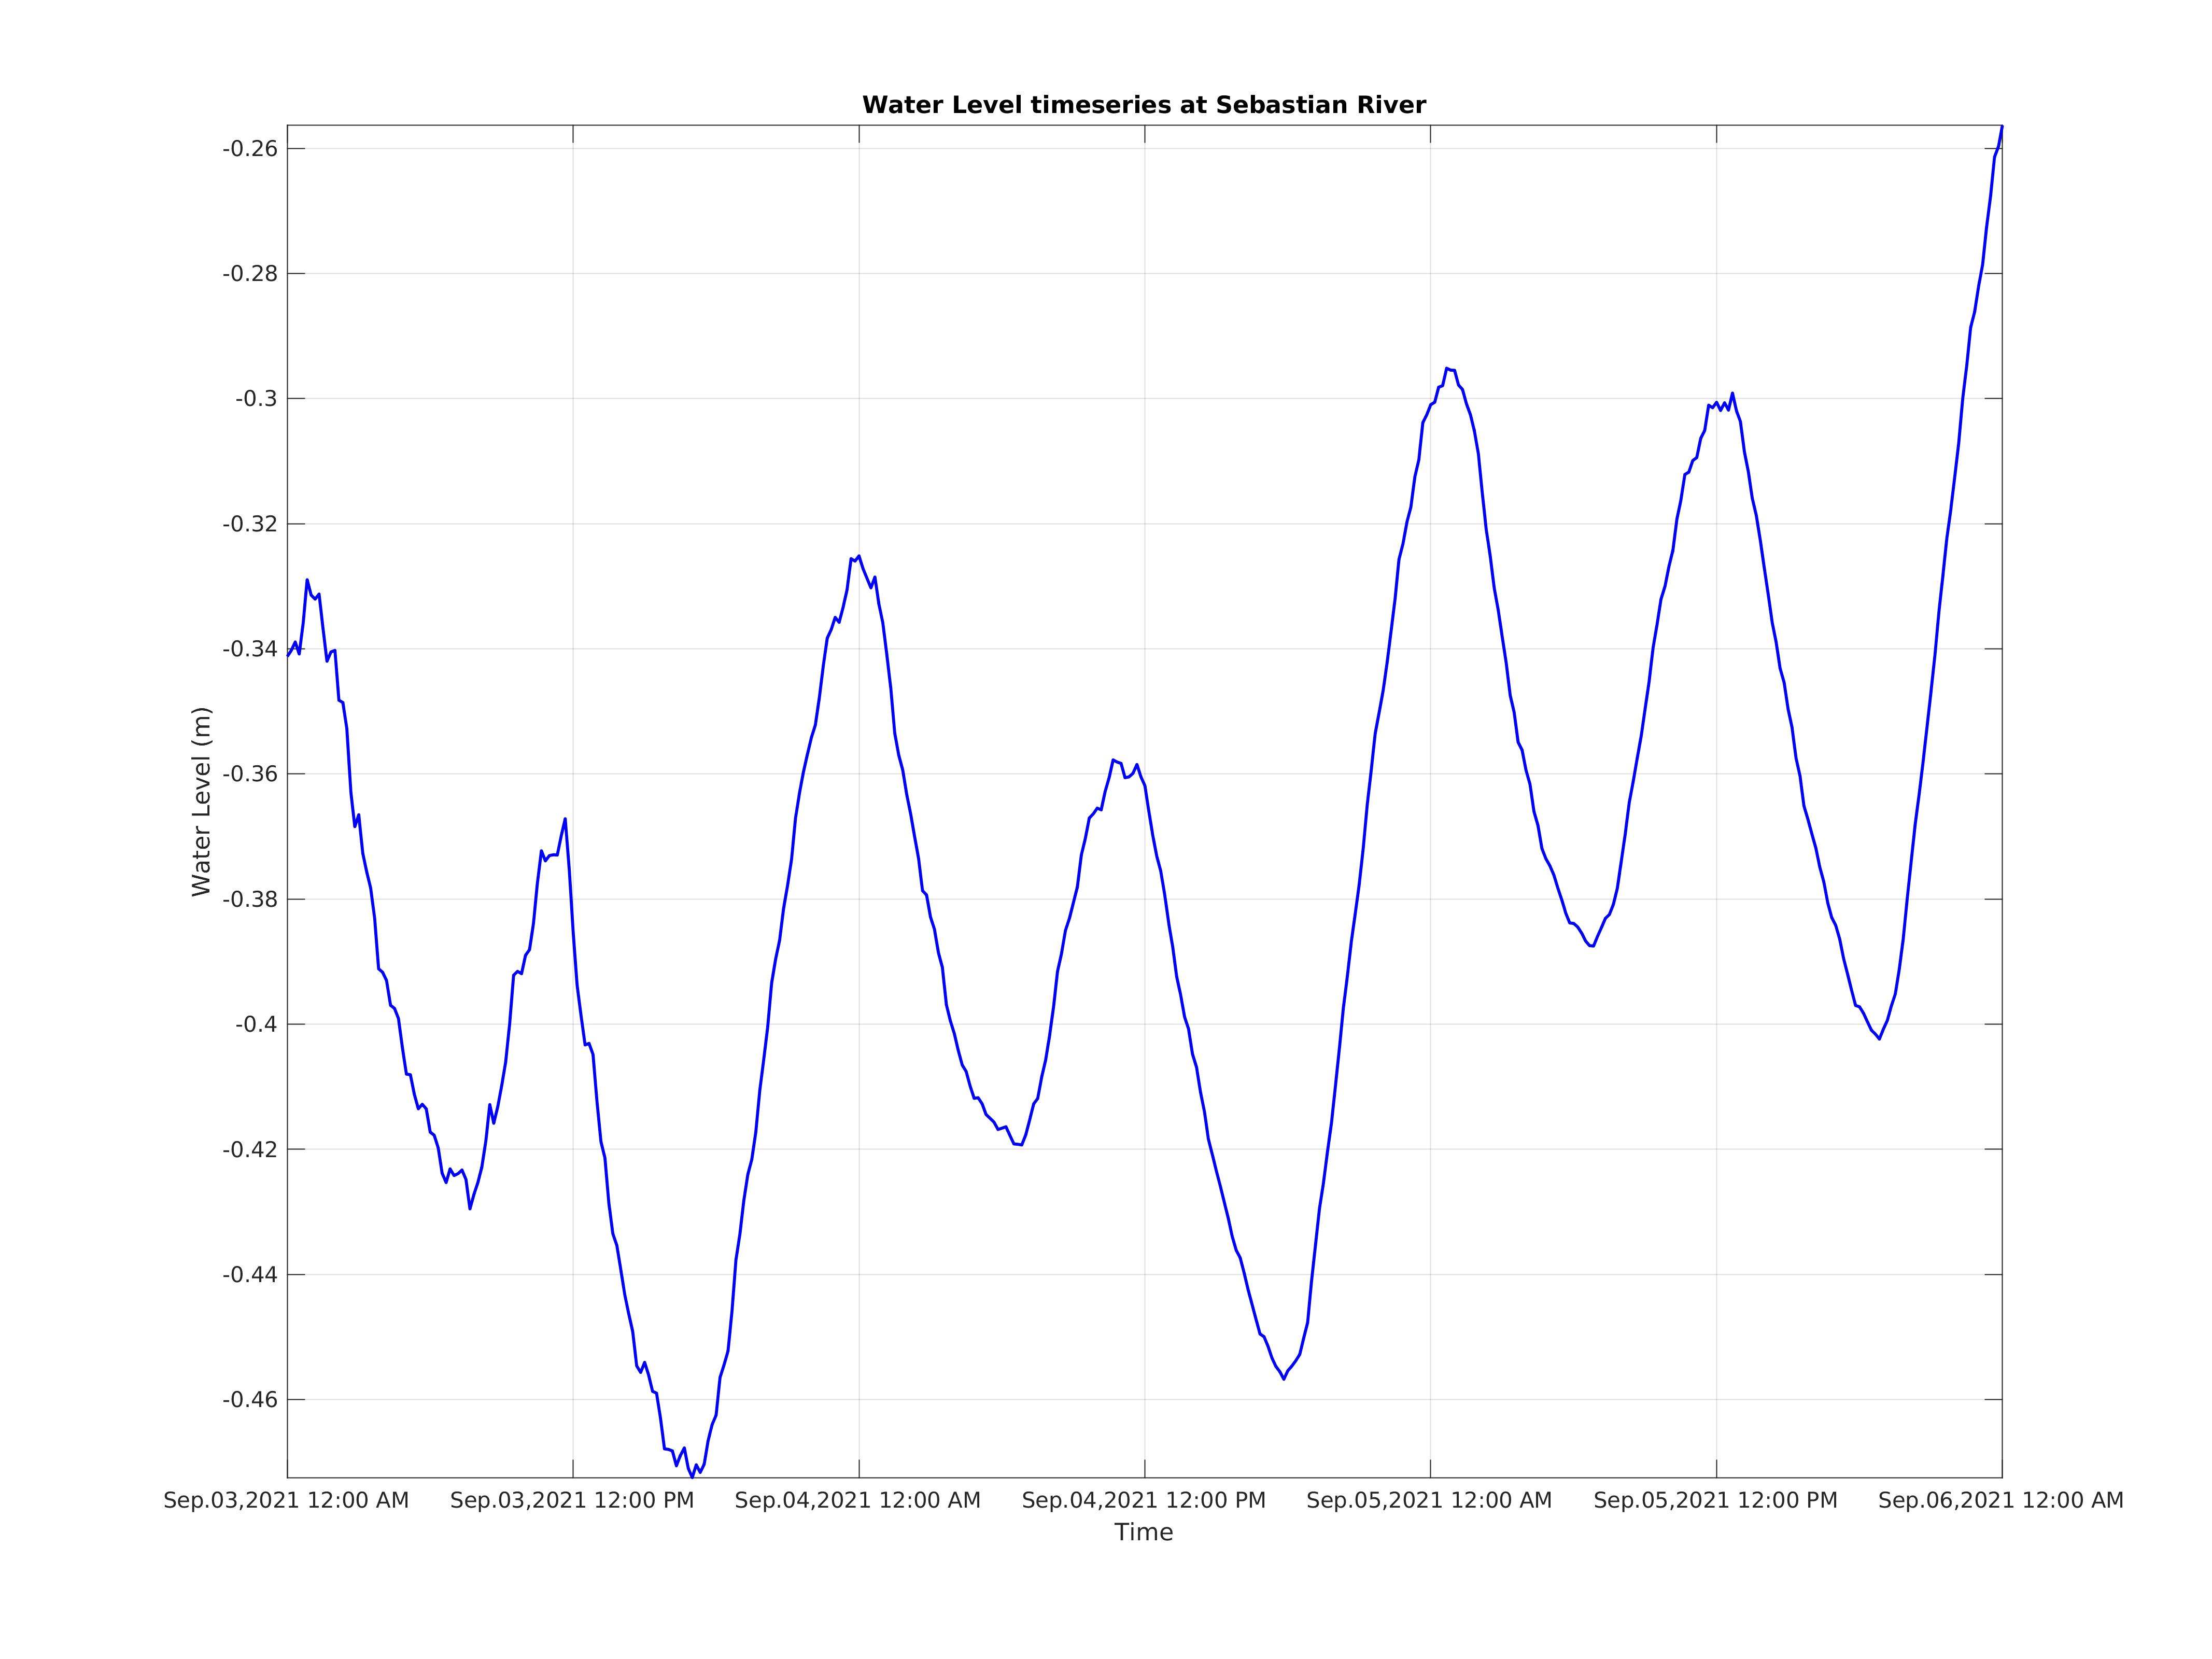 Water Level timeseries at Sebastian River
-0.26
-0.28
-0.3
-0.32
-0.34
-0.36
-0.38
-0.4
-0.42
-0.44
-0.46
Water Level (m)
Sep.03,2021 12:00 AM
Sep.03,2021 12:00 PM
Sep.04,2021 12:00 AM
Sep.04,2021 12:00 PM
Sep.05,2021 12:00 AM
Sep.05,2021 12:00 PM
Sep.06,2021 12:00 AM
Time